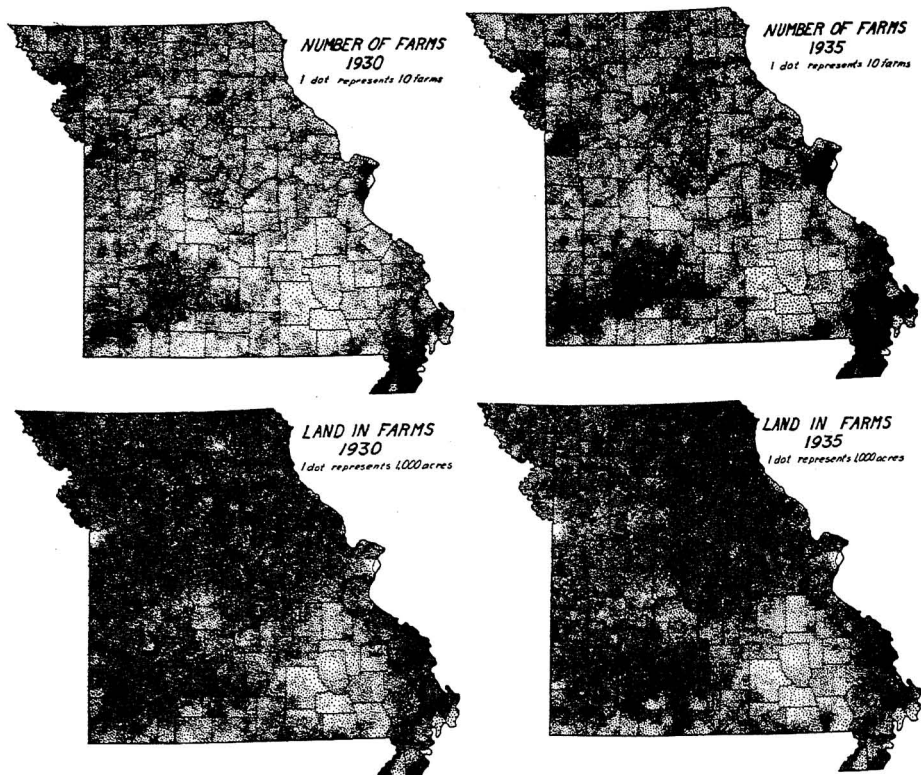 NUMBER OF FARMS
1930
1 dot represents 10 farms
NUMBER OF FARMS
1935
1 dot represents 10 farms
LAND IN FARMS
1930
1 dot represents 1,000 acres
LAND IN FARMS
1935
1 dot represents 1,000 acres